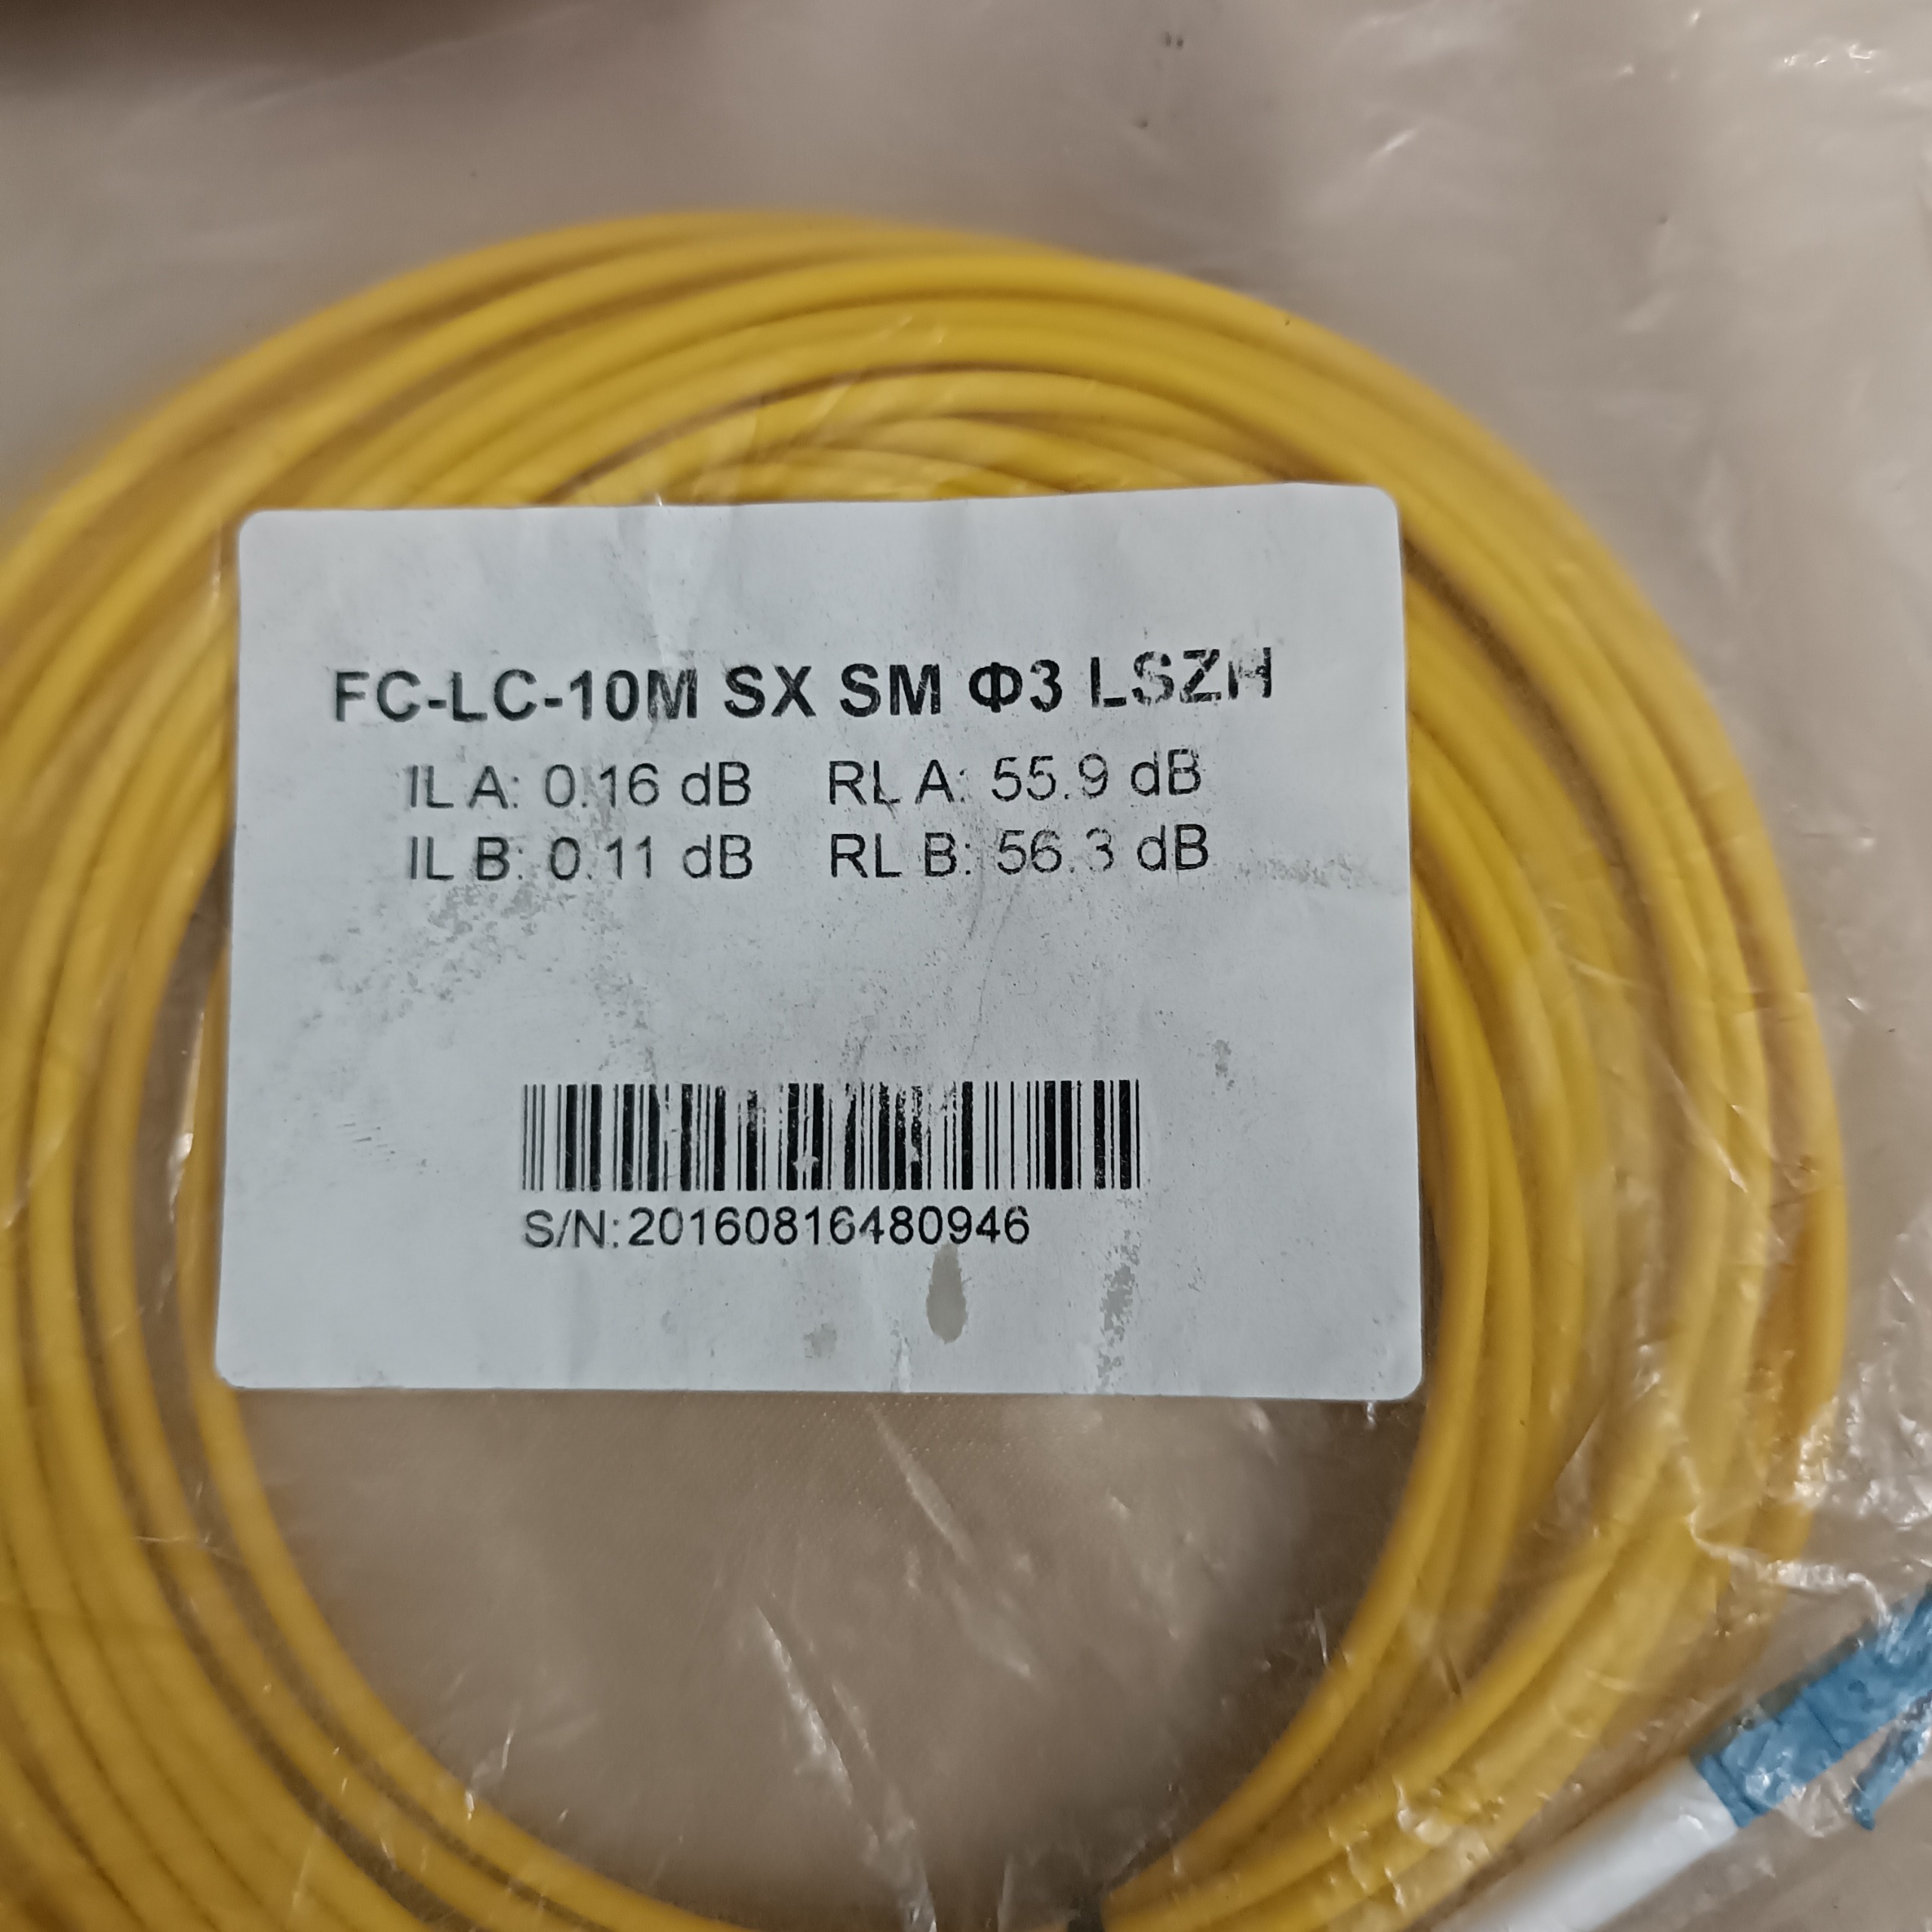 FC-LC-10M SX SM Φ3 LSZH
IL A: 0.16 dB RL A: 55.9 dB
IL B: 0.11 dB RL B: 56.3 dB
S/N:20160816480946